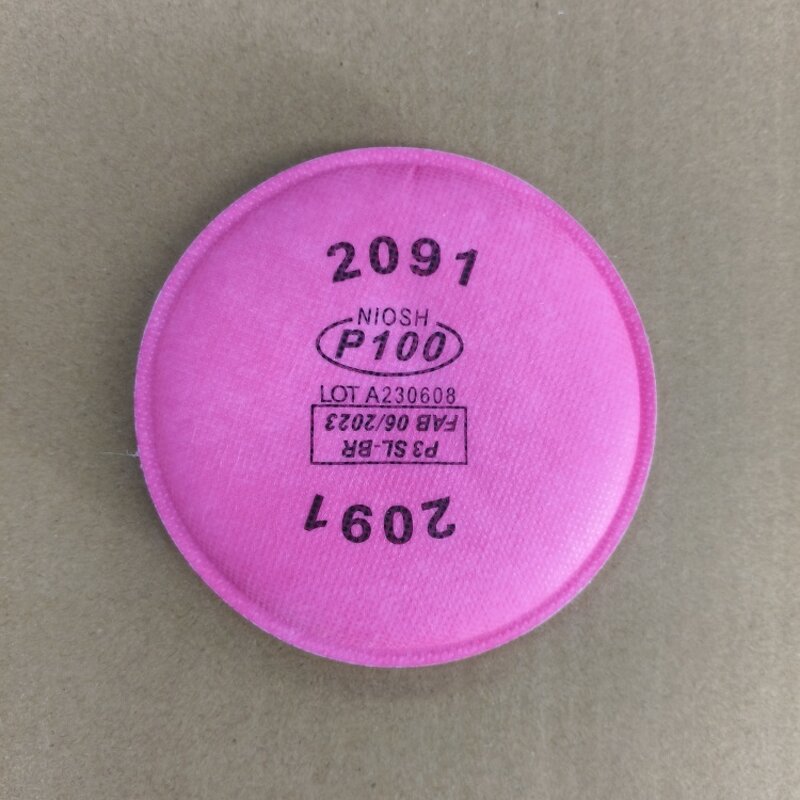 2091
NIOSH
P100
LOT A230608
P3 SL-BR
FAB 06/2023
2091